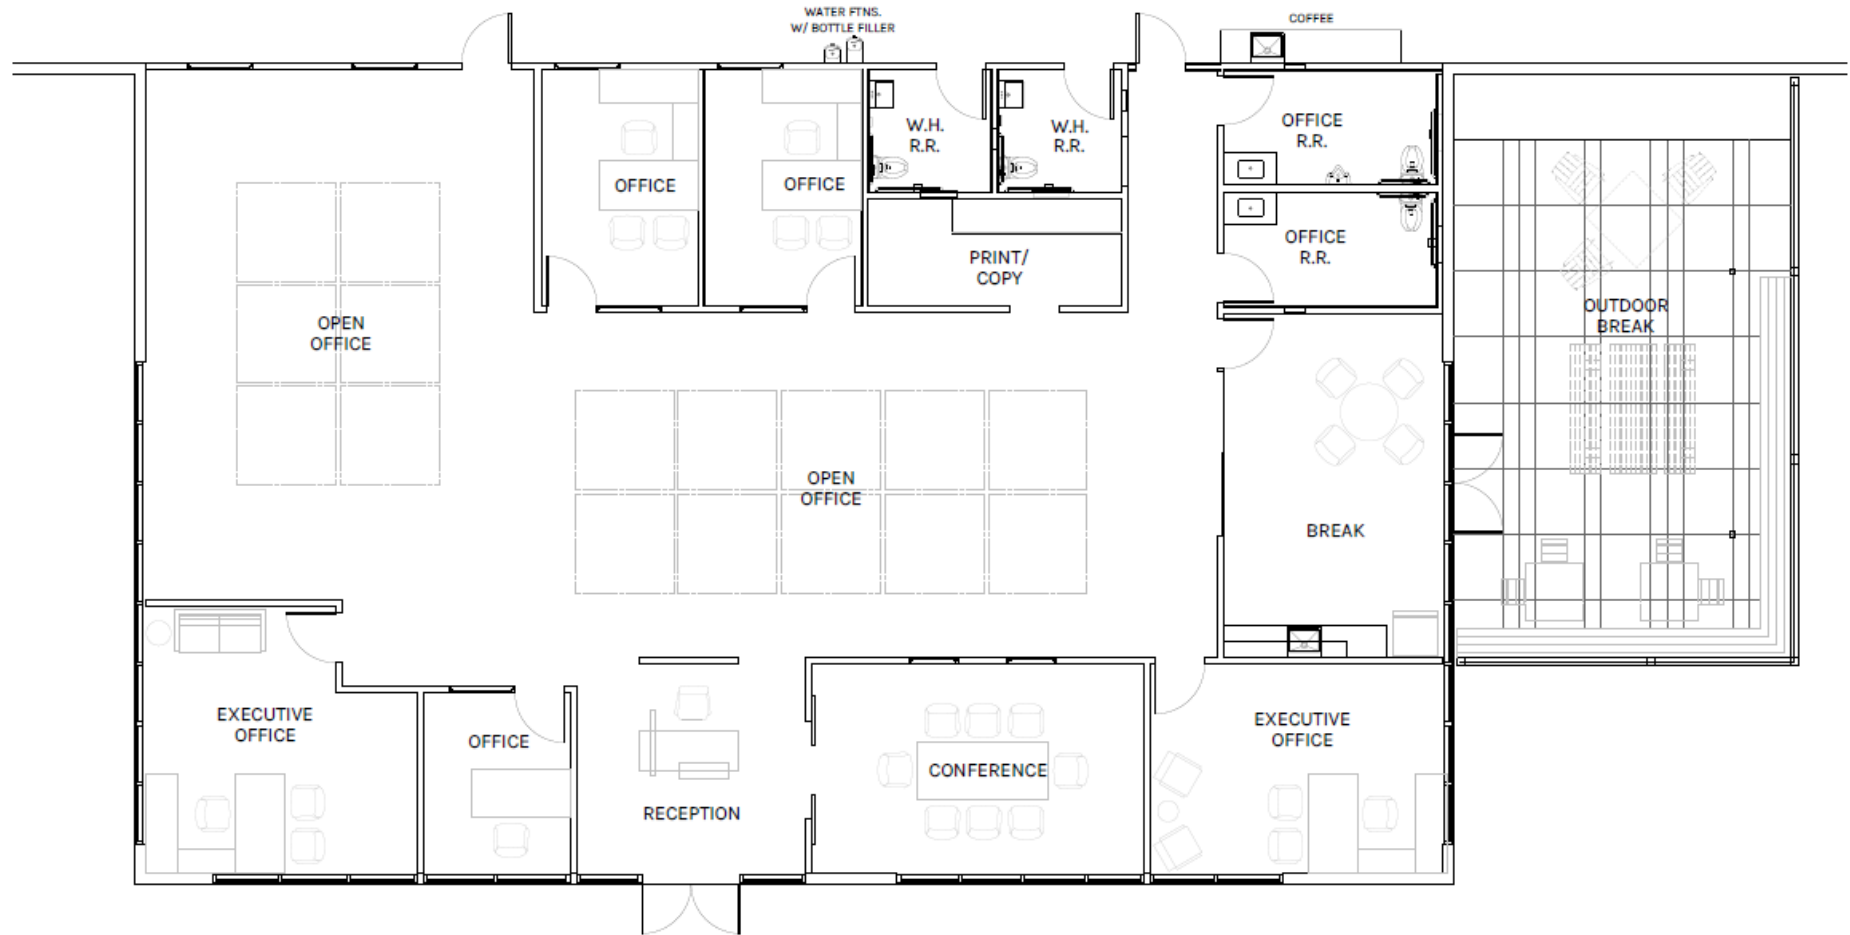 WATER FTNS.
W/ BOTTLE FILLER
COFFEE
W.H.
R.R.
W.H.
R.R.
OFFICE
R.R.
OFFICE
OFFICE
OFFICE
R.R.
PRINT/
COPY
OUTDOOR
BREAK
OPEN
OFFICE
OPEN
OFFICE
BREAK
EXECUTIVE
OFFICE
OFFICE
RECEPTION
CONFERENCE
EXECUTIVE
OFFICE